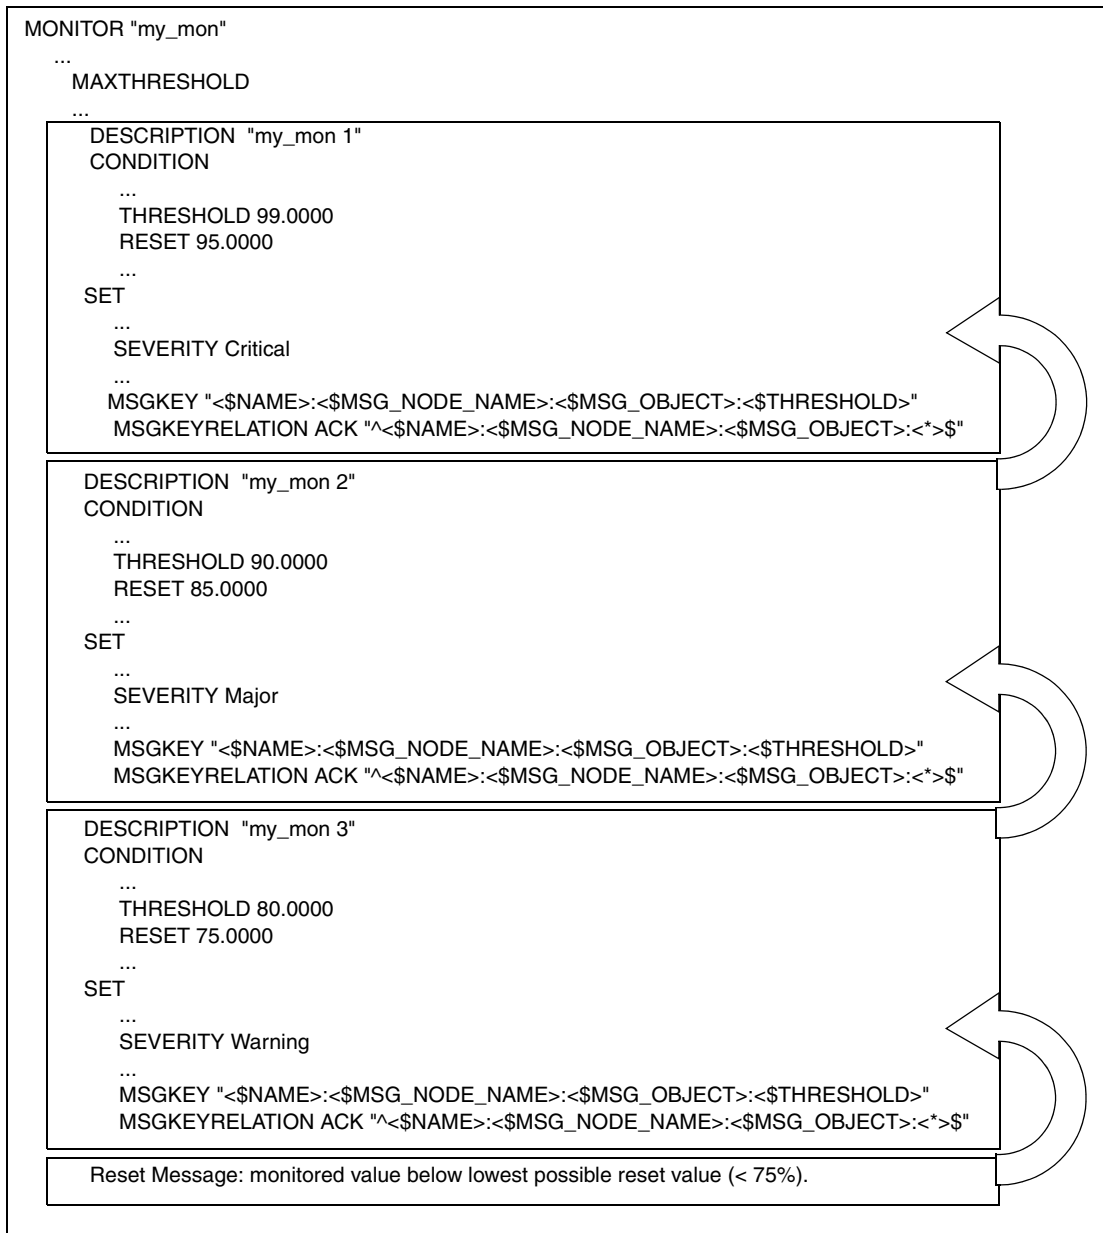 MONITOR "my_mon"
...
MAXTHRESHOLD
...
DESCRIPTION "my_mon 1"
CONDITION
...
THRESHOLD 99.0000
RESET 95.0000
...
SET
...
SEVERITY Critical
...
MSGKEY "<$NAME>:<$MSG_NODE_NAME>:<$MSG_OBJECT>:<$THRESHOLD>"
MSGKEYRELATION ACK "^<$NAME>:<$MSG_NODE_NAME>:<$MSG_OBJECT>:<*>$"
DESCRIPTION "my_mon 2"
CONDITION
...
THRESHOLD 90.0000
RESET 85.0000
...
SET
...
SEVERITY Major
...
MSGKEY "<$NAME>:<$MSG_NODE_NAME>:<$MSG_OBJECT>:<$THRESHOLD>"
MSGKEYRELATION ACK "^<$NAME>:<$MSG_NODE_NAME>:<$MSG_OBJECT>:<*>$"
DESCRIPTION "my_mon 3"
CONDITION
...
THRESHOLD 80.0000
RESET 75.0000
...
SET
...
SEVERITY Warning
...
MSGKEY "<$NAME>:<$MSG_NODE_NAME>:<$MSG_OBJECT>:<$THRESHOLD>"
MSGKEYRELATION ACK "^<$NAME>:<$MSG_NODE_NAME>:<$MSG_OBJECT>:<*>$"
Reset Message: monitored value below lowest possible reset value (< 75%).